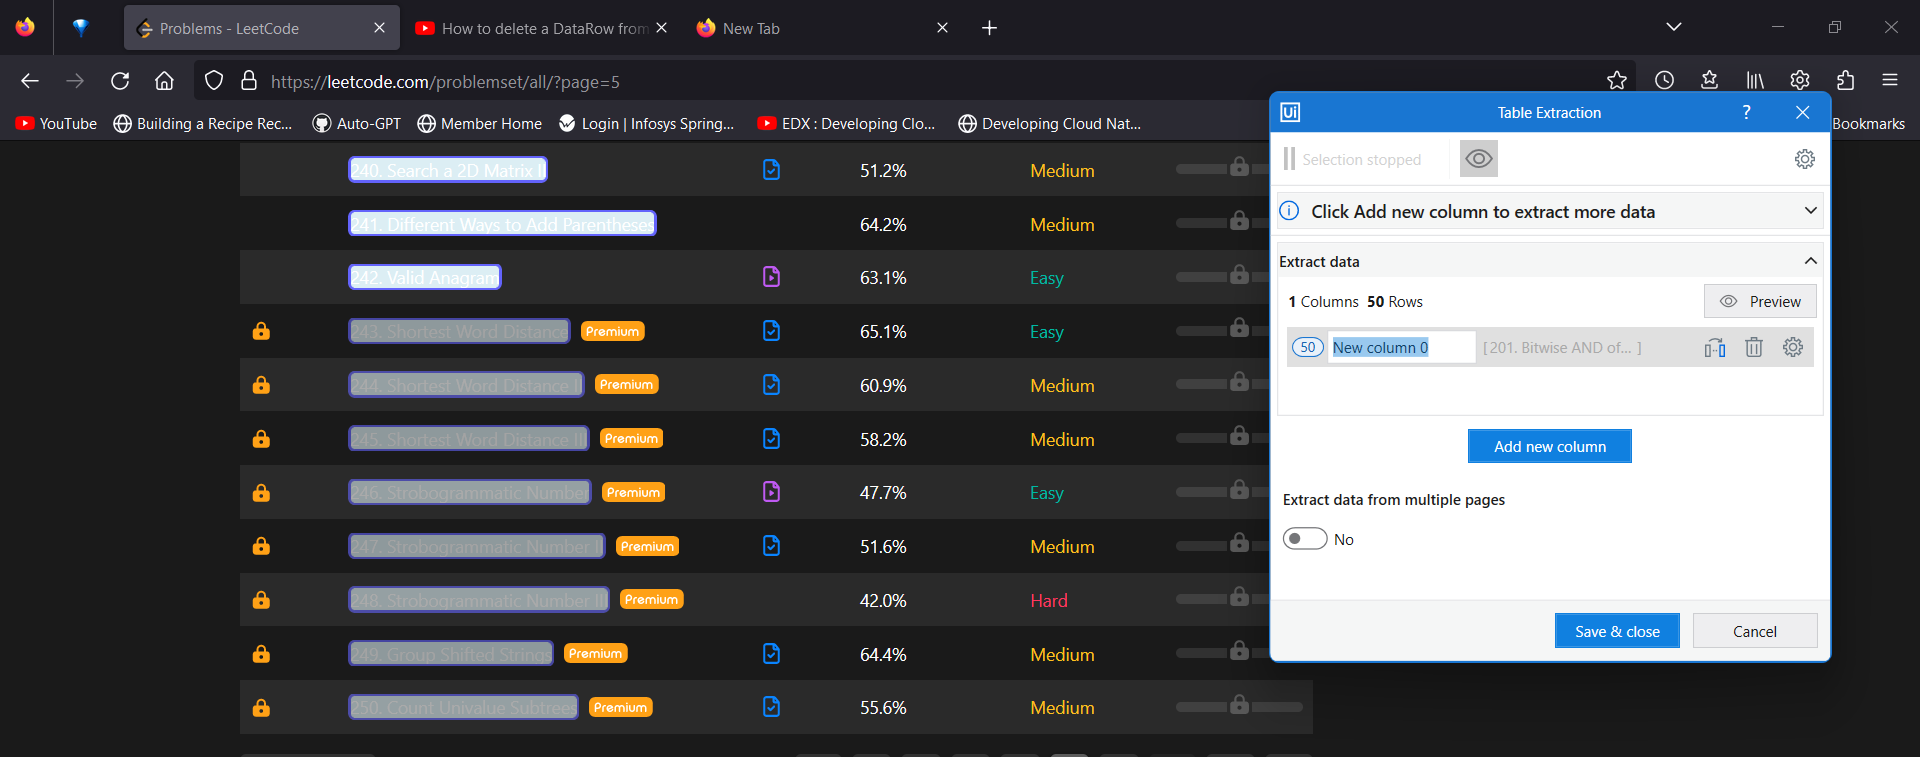 Problems - LeetCode
How to delete a DataRow from
New Tab
https://leetcode.com/problemset/all/?page=5
YouTube
Building a Recipe Rec...
Auto-GPT
Member Home
Login | Infosys Spring...
EDX : Developing Clo...
Developing Cloud Nat...
Bookmarks
240. Search a 2D Matrix II 51.2% Medium
241. Different Ways to Add Parentheses 64.2% Medium
242. Valid Anagram 63.1% Easy
243. Shortest Word Distance Premium 65.1% Easy
244. Shortest Word Distance II Premium 60.9% Medium
245. Shortest Word Distance III Premium 58.2% Medium
246. Strobogrammatic Number Premium 47.7% Easy
247. Strobogrammatic Number II Premium 51.6% Medium
248. Strobogrammatic Number III Premium 42.0% Hard
249. Group Shifted Strings Premium 64.4% Medium
250. Count Univalue Subtrees Premium 55.6% Medium
Ui Table Extraction ?
Selection stopped
Click Add new column to extract more data
Extract data
1 Columns 50 Rows Preview
50 New column 0 [ 201. Bitwise AND of... ]
Add new column
Extract data from multiple pages
No
Save & close Cancel